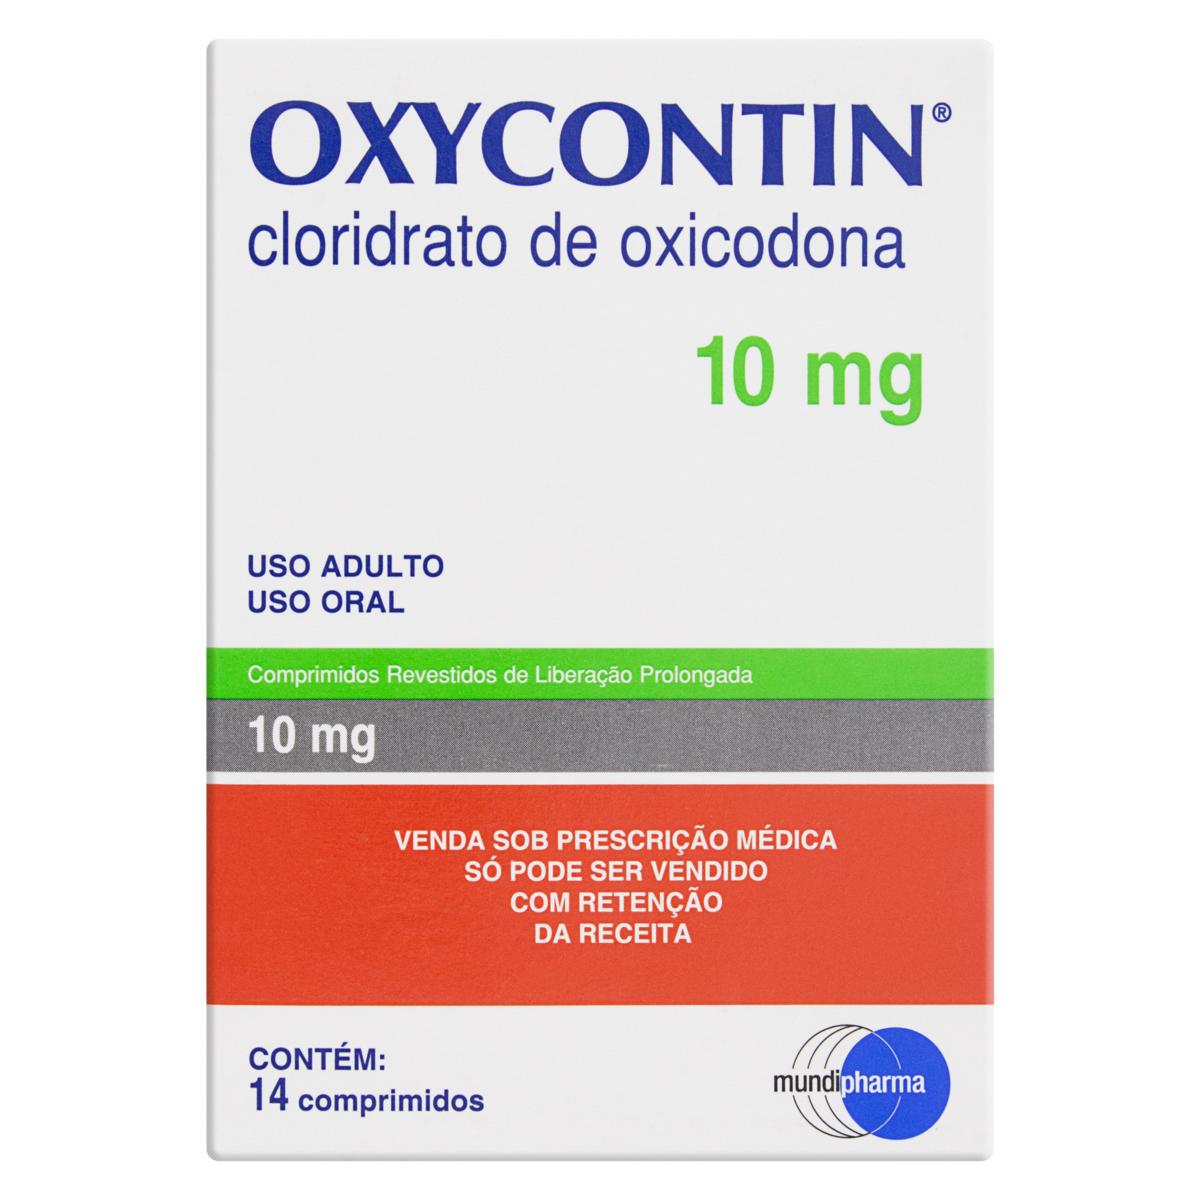 OXYCONTIN®
cloridrato de oxicodona
10 mg
USO ADULTO
USO ORAL
Comprimidos Revestidos de Liberação Prolongada
10 mg
VENDA SOB PRESCRIÇÃO MÉDICA
SÓ PODE SER VENDIDO
COM RETENÇÃO
DA RECEITA
CONTÉM:
14 comprimidos
mundipharma